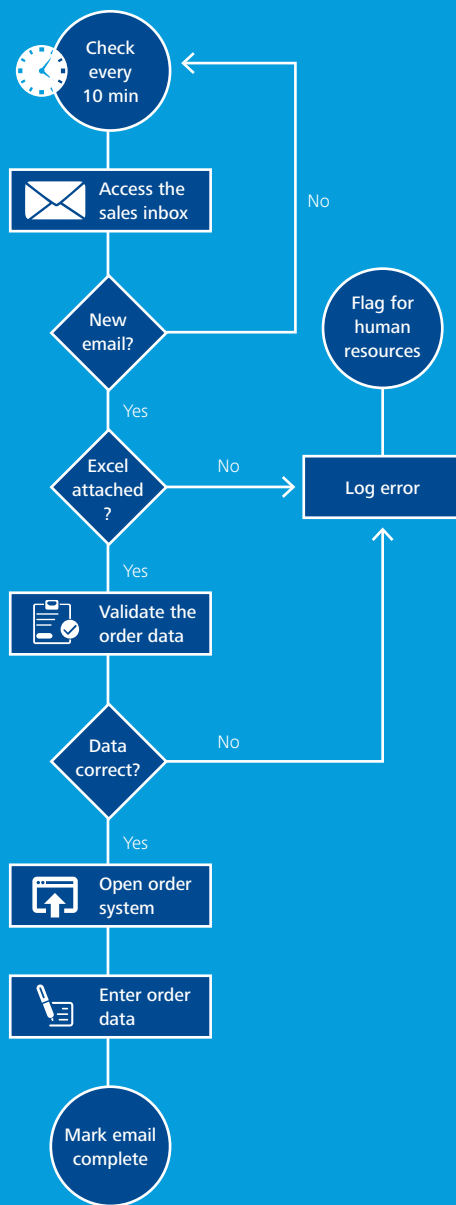 Check
every
10 min
Access the
sales inbox
No
New
email?
Flag for
human
resources
Yes
Excel
attached
?
No
Log error
Yes
Validate the
order data
Data
correct?
No
Yes
Open order
system
Enter order
data
Mark email
complete